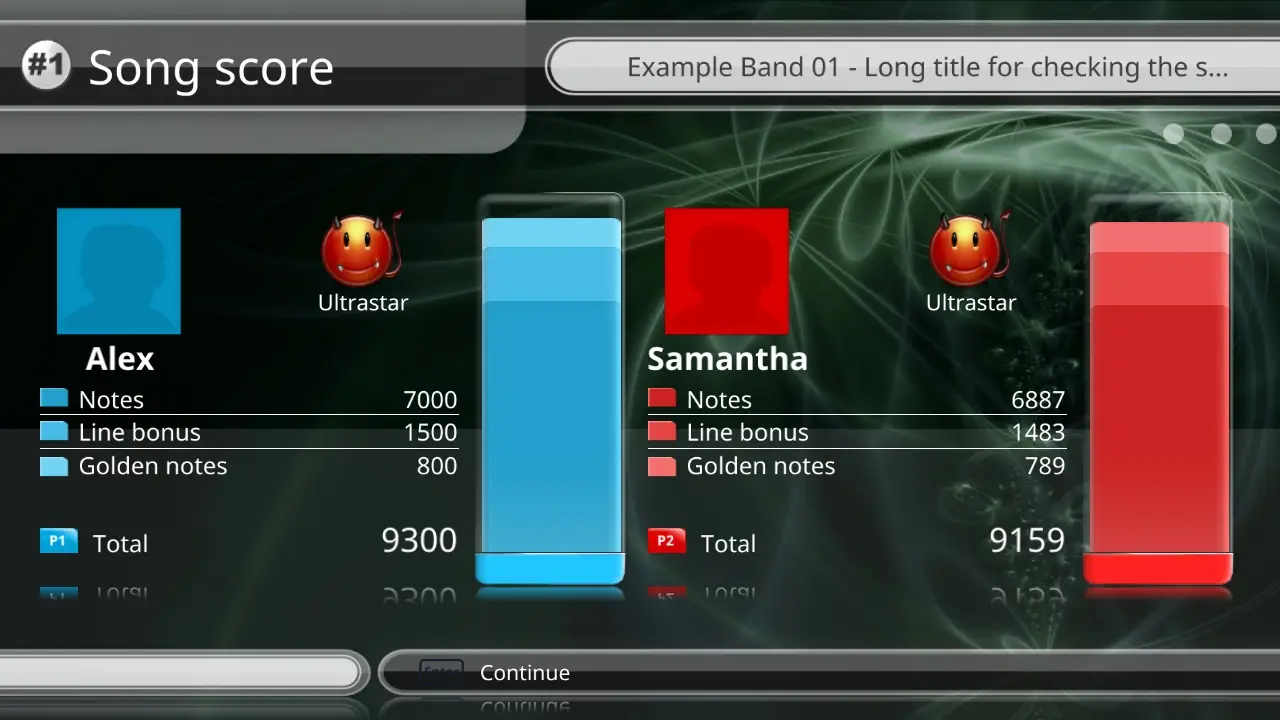 #1 Song score
Example Band 01 - Long title for checking the s...
Ultrastar
Alex
Notes 7000
Line bonus 1500
Golden notes 800
P1 Total 9300
Ultrastar
Samantha
Notes 6887
Line bonus 1483
Golden notes 789
P2 Total 9159
Enter Continue